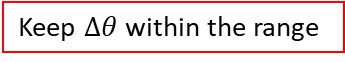 Keep Δ𝜃 within the range